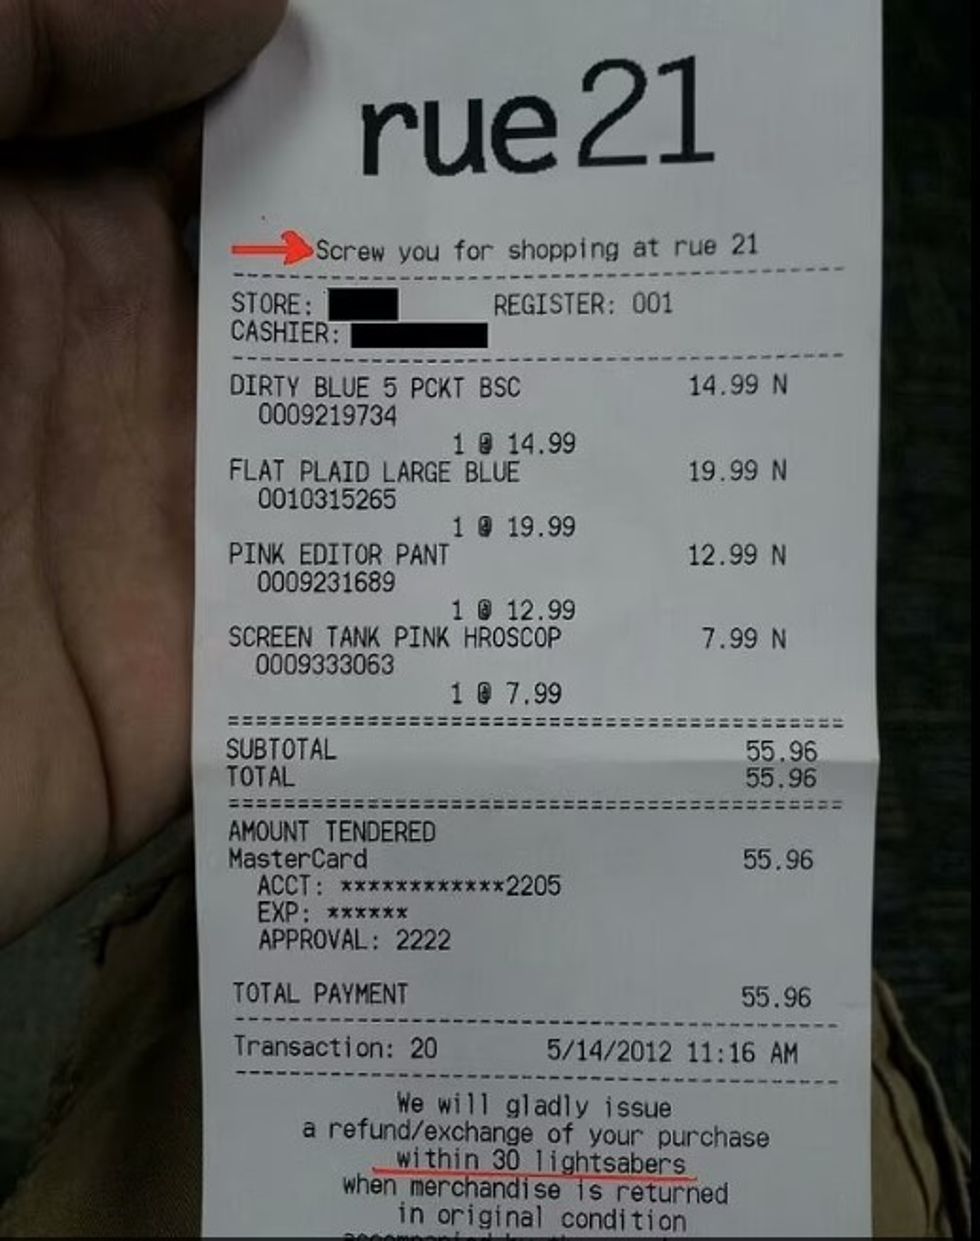 rue21
Screw you for shopping at rue 21
STORE: REGISTER: 001
CASHIER:
DIRTY BLUE 5 PCKT BSC 14.99 N
0009219734
1 @ 14.99
FLAT PLAID LARGE BLUE 19.99 N
0010315265
1 @ 19.99
PINK EDITOR PANT 12.99 N
0009231689
1 @ 12.99
SCREEN TANK PINK HROSCOP 7.99 N
0009333063
1 @ 7.99
SUBTOTAL 55.96
TOTAL 55.96
AMOUNT TENDERED
MasterCard 55.96
ACCT: ************2205
EXP: ******
APPROVAL: 2222
TOTAL PAYMENT 55.96
Transaction: 20 5/14/2012 11:16 AM
We will gladly issue
a refund/exchange of your purchase
within 30 lightsabers
when merchandise is returned
in original condition